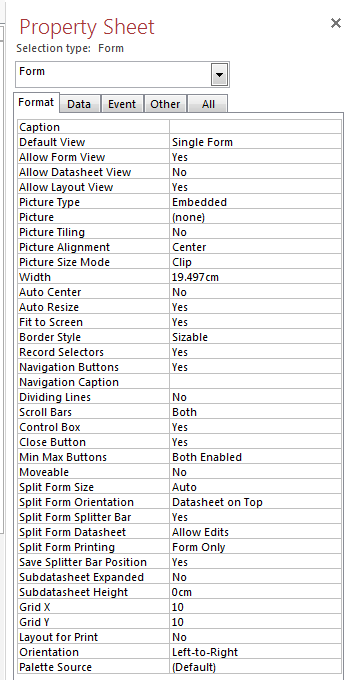 Property Sheet
Selection type: Form
Form
Format Data Event Other All
Caption
Default View Single Form
Allow Form View Yes
Allow Datasheet View No
Allow Layout View Yes
Picture Type Embedded
Picture (none)
Picture Tiling No
Picture Alignment Center
Picture Size Mode Clip
Width 19.497cm
Auto Center No
Auto Resize Yes
Fit to Screen Yes
Border Style Sizable
Record Selectors Yes
Navigation Buttons Yes
Navigation Caption
Dividing Lines No
Scroll Bars Both
Control Box Yes
Close Button Yes
Min Max Buttons Both Enabled
Moveable No
Split Form Size Auto
Split Form Orientation Datasheet on Top
Split Form Splitter Bar Yes
Split Form Datasheet Allow Edits
Split Form Printing Form Only
Save Splitter Bar Position Yes
Subdatasheet Expanded No
Subdatasheet Height 0cm
Grid X 10
Grid Y 10
Layout for Print No
Orientation Left-to-Right
Palette Source (Default)